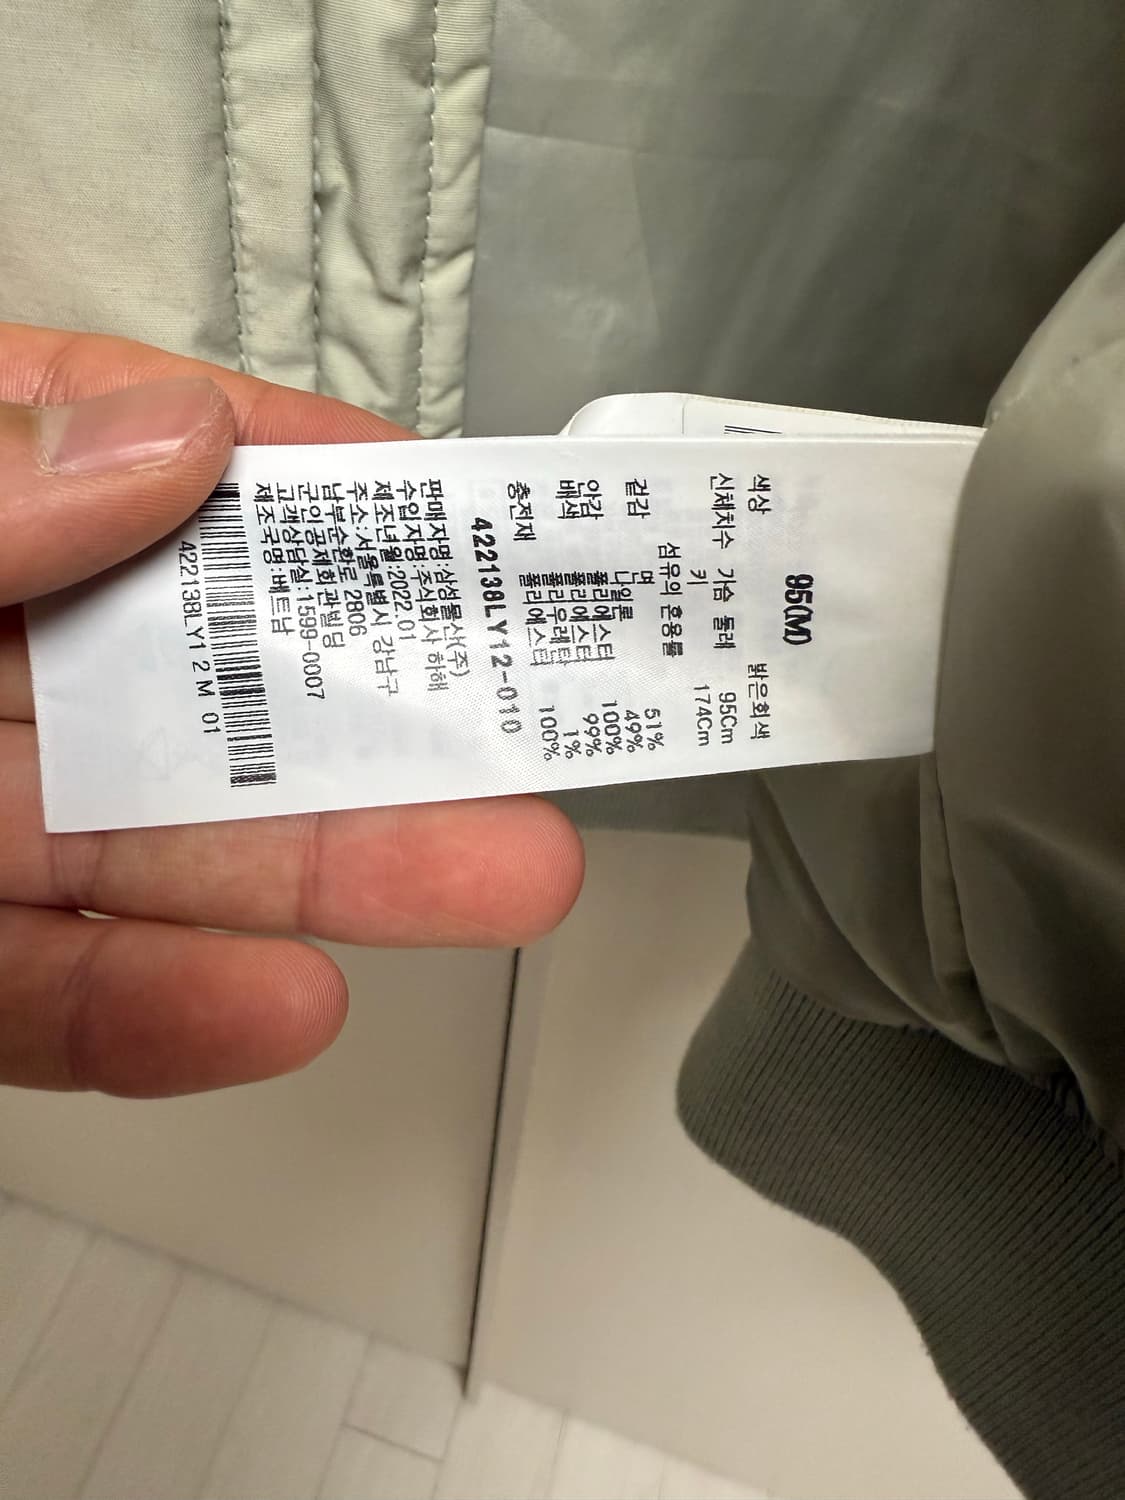 95(M)
색상 밝은회색
신체치수 가슴 둘레 95Cm
키 174Cm
섬유의 혼용률
겉감 면 51%
나일론 49%
안감 폴리에스터 100%
배색 폴리에스터 99%
폴리우레탄 1%
충전재 폴리에스터 100%
422138LY12-010
판매자명:삼성물산(주)
수입자명:주식회사 하해
제조년월:2022.01
주소:서울특별시 강남구
남부순환로 2806
군인공제회관빌딩
고객상담실:1599-0007
제조국명:베트남
422138LY1 2 M 01